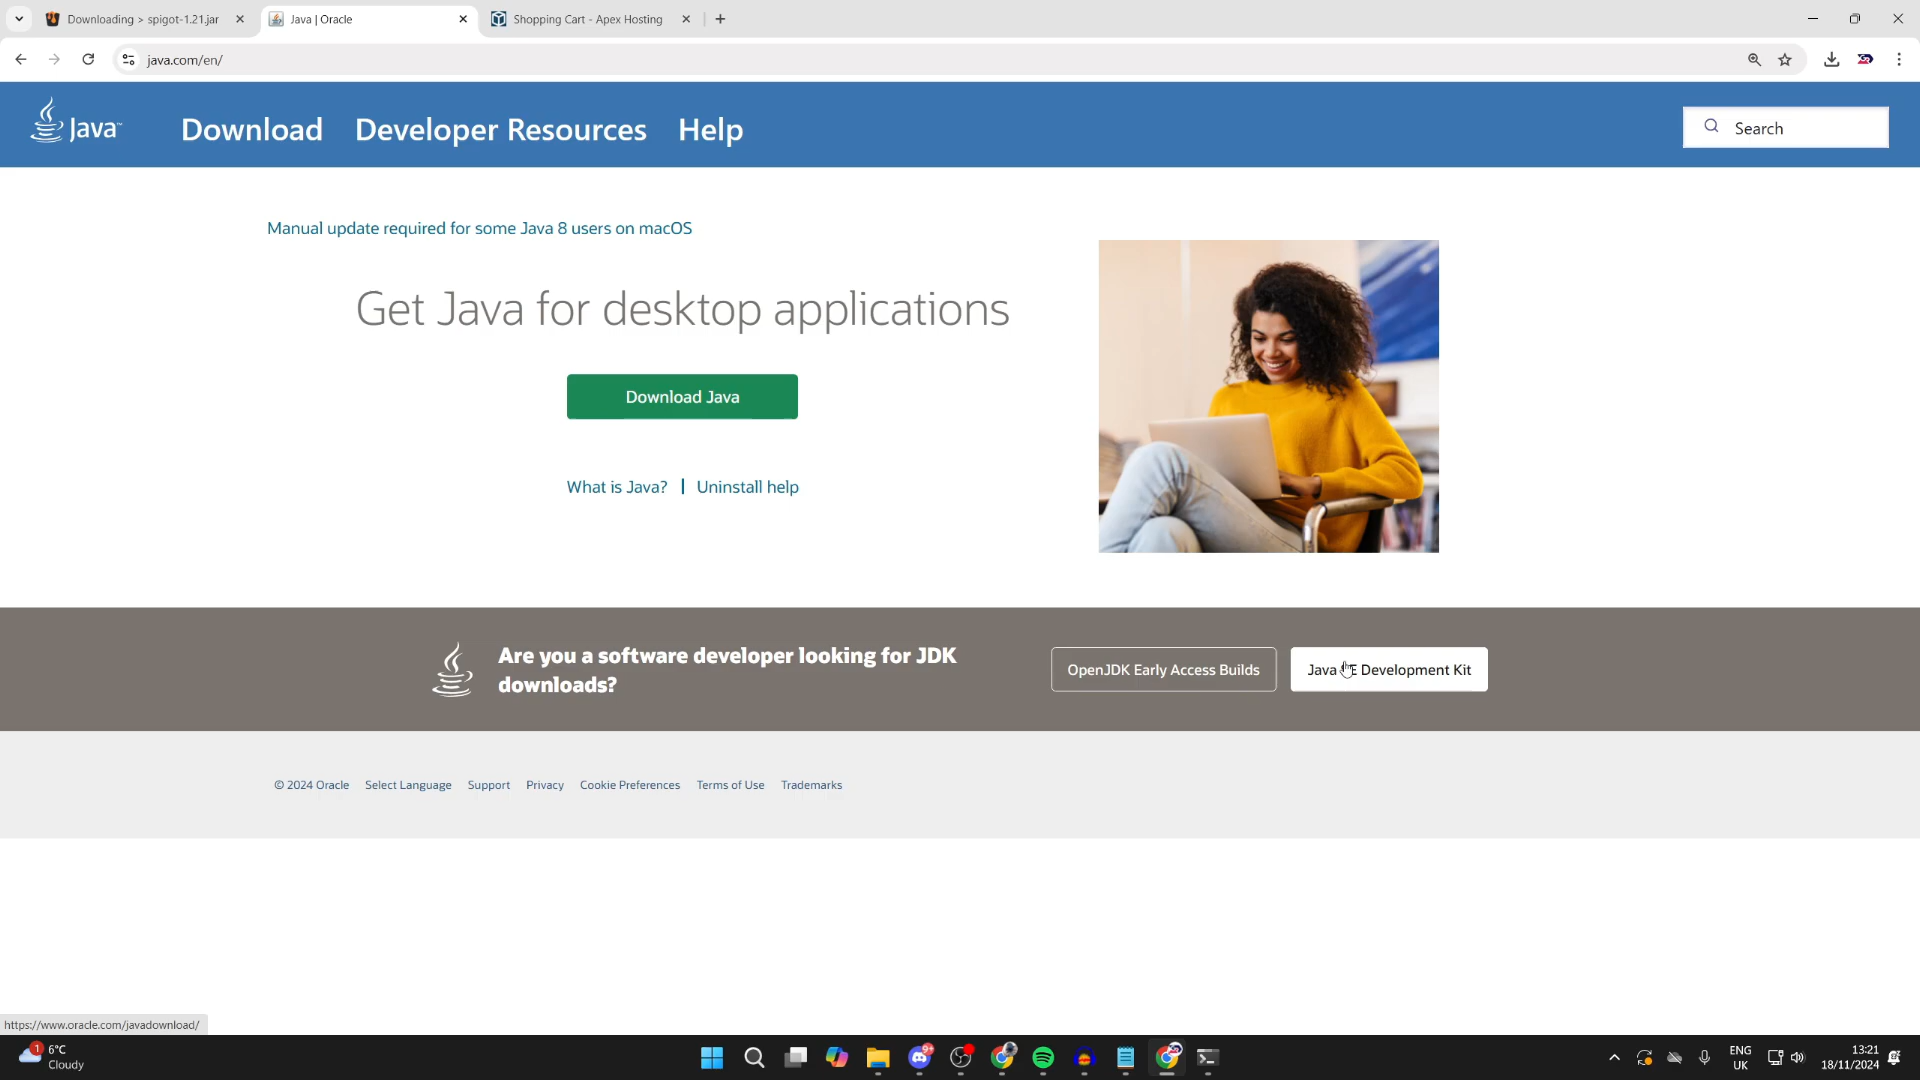 Downloading > spigot-1.21.jar
Java | Oracle
Shopping Cart - Apex Hosting
java.com/en/
Java™
Download
Developer Resources
Help
Search
Manual update required for some Java 8 users on macOS
Get Java for desktop applications
Download Java
What is Java? | Uninstall help
Are you a software developer looking for JDK
downloads?
OpenJDK Early Access Builds
Java SE Development Kit
© 2024 Oracle
Select Language
Support
Privacy
Cookie Preferences
Terms of Use
Trademarks
https://www.oracle.com/javadownload/
1
6°C
Cloudy
9+
ENG
UK
13:21
18/11/2024